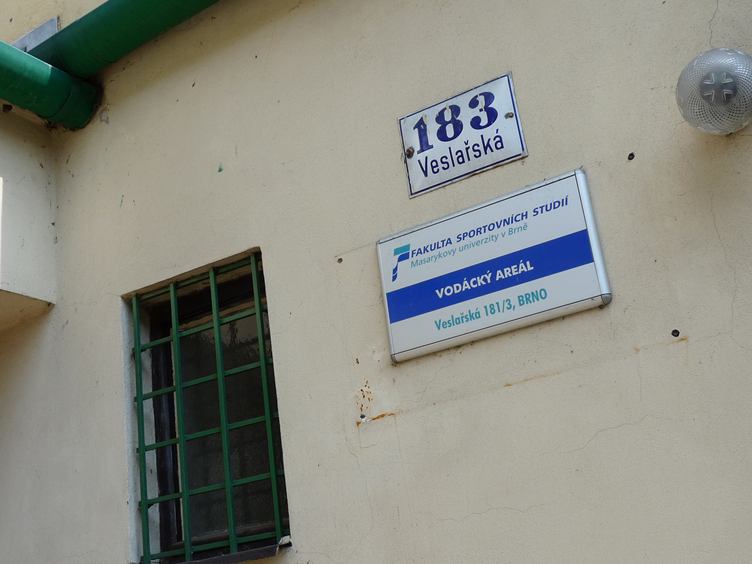 183
Veslařská
FAKULTA SPORTOVNÍCH STUDIÍ
Masarykovy univerzity v Brně
VODÁCKÝ AREÁL
Veslařská 181/3, BRNO